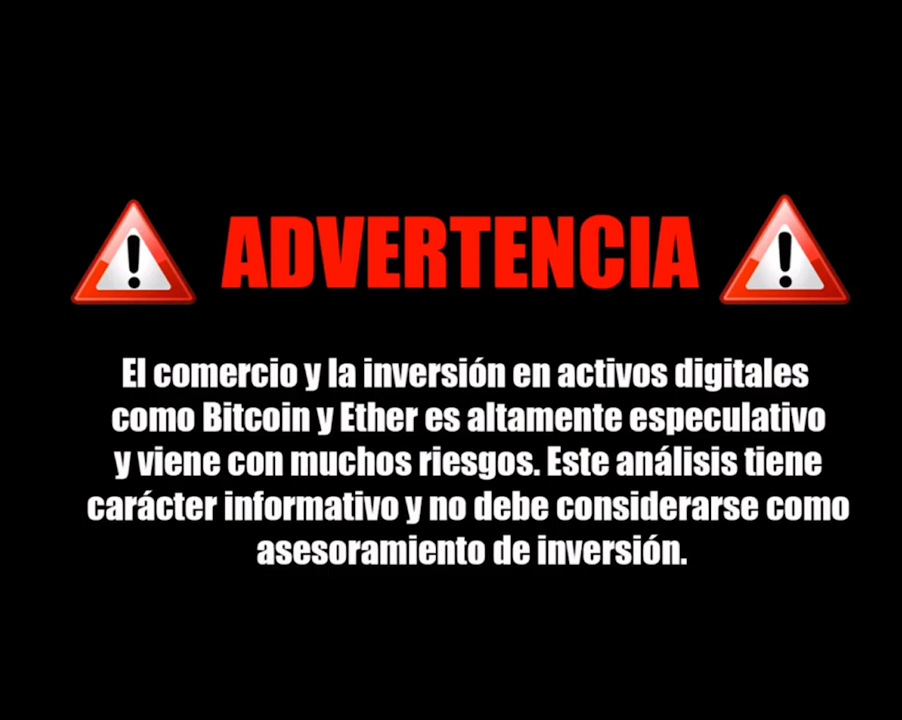 ADVERTENCIA
El comercio y la inversión en activos digitales
como Bitcoin y Ether es altamente especulativo
y viene con muchos riesgos. Este análisis tiene
carácter informativo y no debe considerarse como
asesoramiento de inversión.